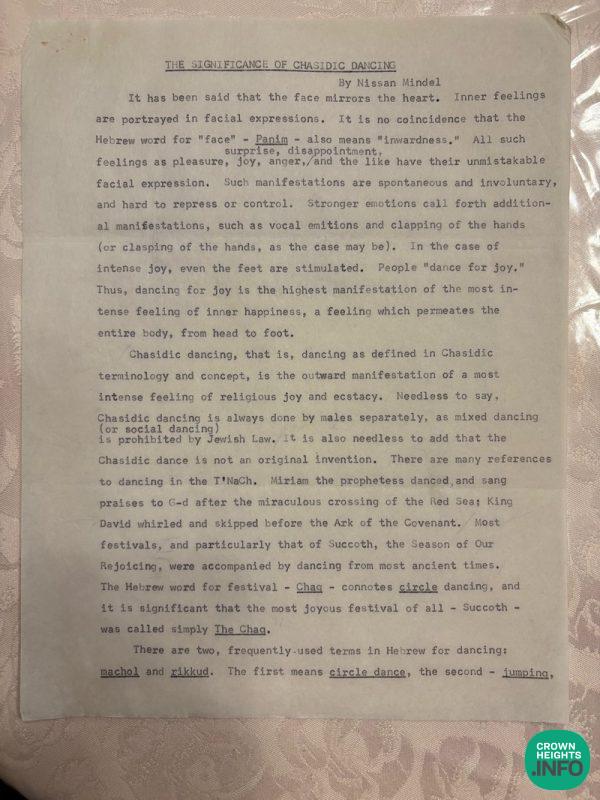 THE SIGNIFICANCE OF CHASIDIC DANCING
By Nissan Mindel
It has been said that the face mirrors the heart. Inner feelings
are portrayed in facial expressions. It is no coincidence that the
Hebrew word for "face" - Panim - also means "inwardness." All such
surprise, disappointment,
feelings as pleasure, joy, anger,/and the like have their unmistakable
facial expression. Such manifestations are spontaneous and involuntary,
and hard to repress or control. Stronger emotions call forth addition-
al manifestations, such as vocal emitions and clapping of the hands
(or clasping of the hands, as the case may be). In the case of
intense joy, even the feet are stimulated. People "dance for joy."
Thus, dancing for joy is the highest manifestation of the most in-
tense feeling of inner happiness, a feeling which permeates the
entire body, from head to foot.
Chasidic dancing, that is, dancing as defined in Chasidic
terminology and concept, is the outward manifestation of a most
intense feeling of religious joy and ecstacy. Needless to say,
Chasidic dancing is always done by males separately, as mixed dancing
(or social dancing)
is prohibited by Jewish Law. It is also needless to add that the
Chasidic dance is not an original invention. There are many references
to dancing in the T'NaCh. Miriam the prophetess danced and sang
praises to G-d after the miraculous crossing of the Red Sea; King
David whirled and skipped before the Ark of the Covenant. Most
festivals, and particularly that of Succoth, the Season of Our
Rejoicing, were accompanied by dancing from most ancient times.
The Hebrew word for festival - Chag - connotes circle dancing, and
it is significant that the most joyous festival of all - Succoth -
was called simply The Chag.
There are two, frequently used terms in Hebrew for dancing:
machol and rikkud. The first means circle dance, the second - jumping,
CROWN
HEIGHTS
.INFO